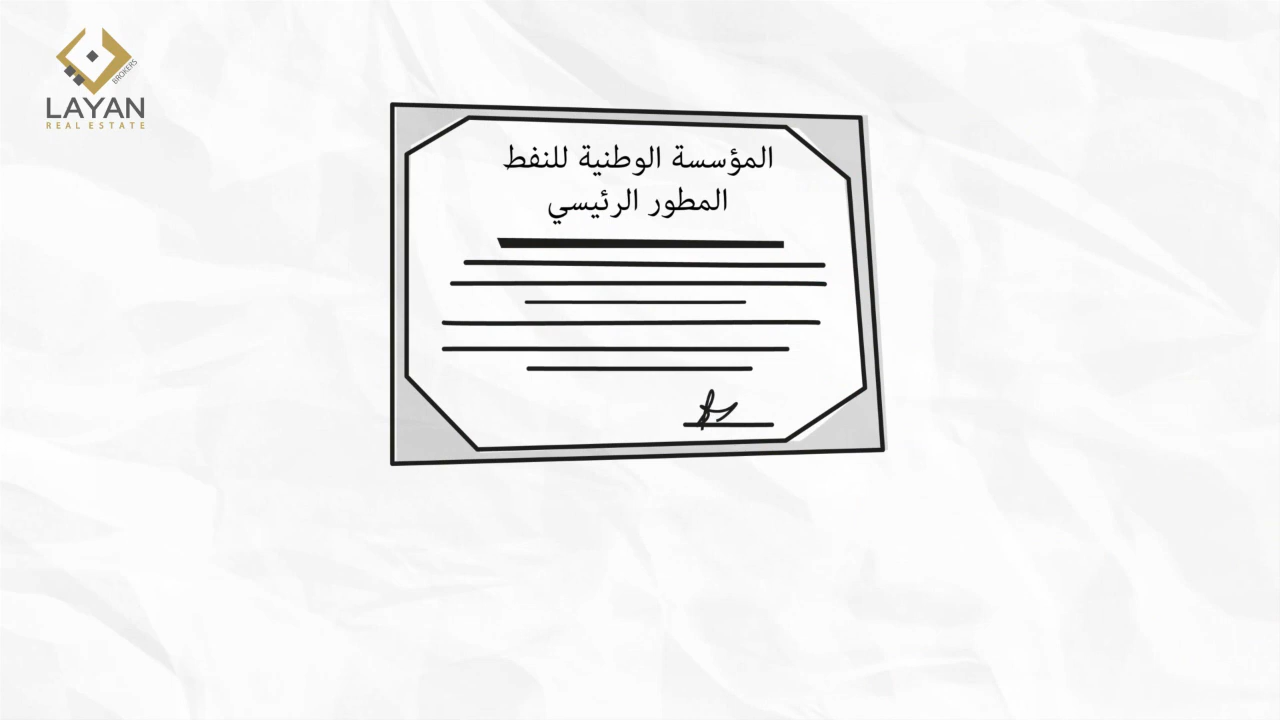 BROKERS
LAYAN
REAL ESTATE
المؤسسة الوطنية للنفط
المطور الرئيسي